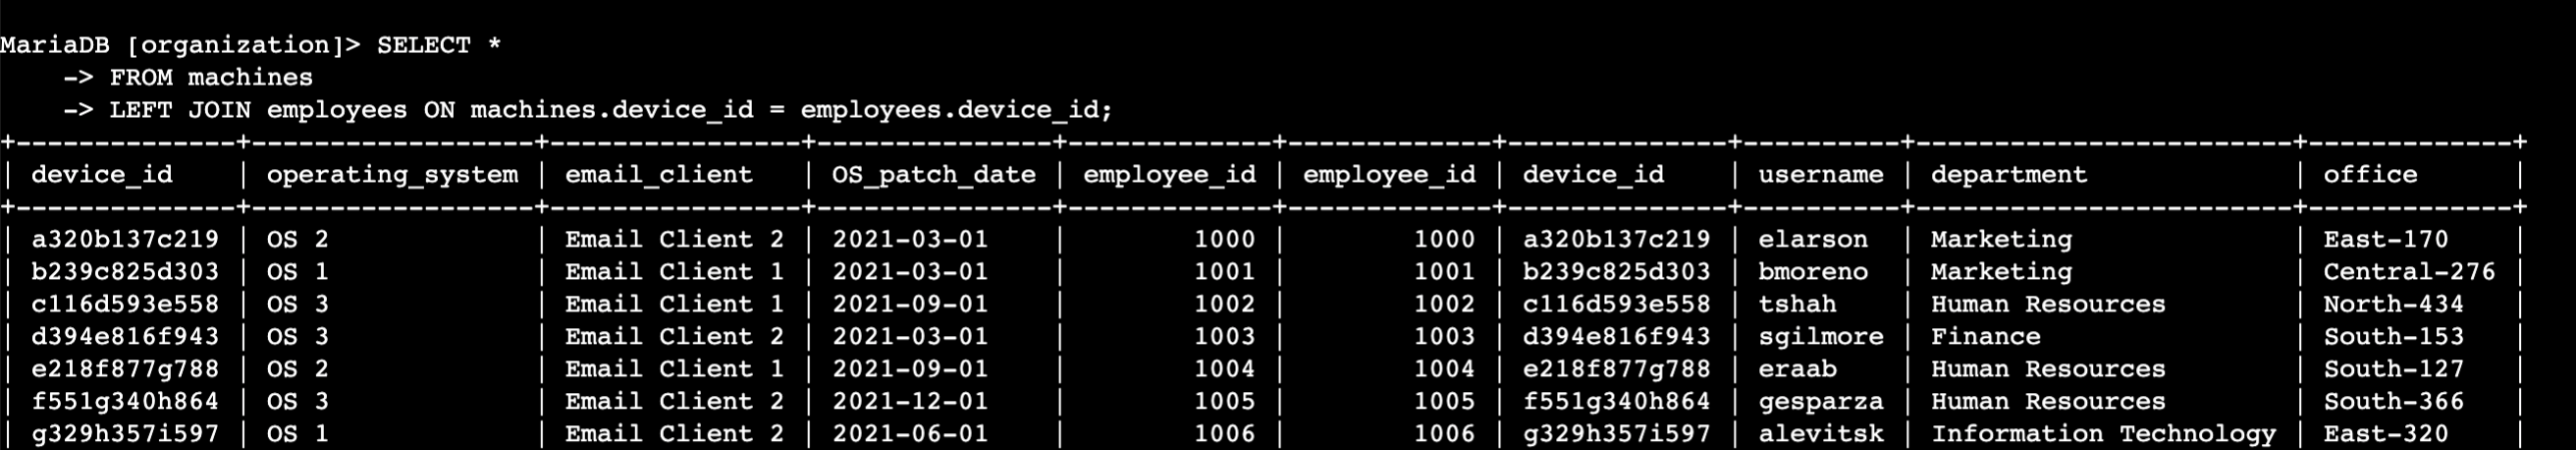 MariaDB [organization]> SELECT *
    -> FROM machines
    -> LEFT JOIN employees ON machines.device_id = employees.device_id;
+--------------+------------------+----------------+---------------+-------------+-------------+--------------+----------+------------------------+-------------+
| device_id    | operating_system | email_client   | OS_patch_date | employee_id | employee_id | device_id    | username | department             | office      |
+--------------+------------------+----------------+---------------+-------------+-------------+--------------+----------+------------------------+-------------+
| a320b137c219 | OS 2             | Email Client 2 | 2021-03-01    |        1000 |        1000 | a320b137c219 | elarson  | Marketing              | East-170    |
| b239c825d303 | OS 1             | Email Client 1 | 2021-03-01    |        1001 |        1001 | b239c825d303 | bmoreno  | Marketing              | Central-276 |
| c116d593e558 | OS 3             | Email Client 1 | 2021-09-01    |        1002 |        1002 | c116d593e558 | tshah    | Human Resources        | North-434   |
| d394e816f943 | OS 3             | Email Client 2 | 2021-03-01    |        1003 |        1003 | d394e816f943 | sgilmore | Finance                | South-153   |
| e218f877g788 | OS 2             | Email Client 1 | 2021-09-01    |        1004 |        1004 | e218f877g788 | eraab    | Human Resources        | South-127   |
| f551g340h864 | OS 3             | Email Client 2 | 2021-12-01    |        1005 |        1005 | f551g340h864 | gesparza | Human Resources        | South-366   |
| g329h357i597 | OS 1             | Email Client 2 | 2021-06-01    |        1006 |        1006 | g329h357i597 | alevitsk | Information Technology | East-320    |